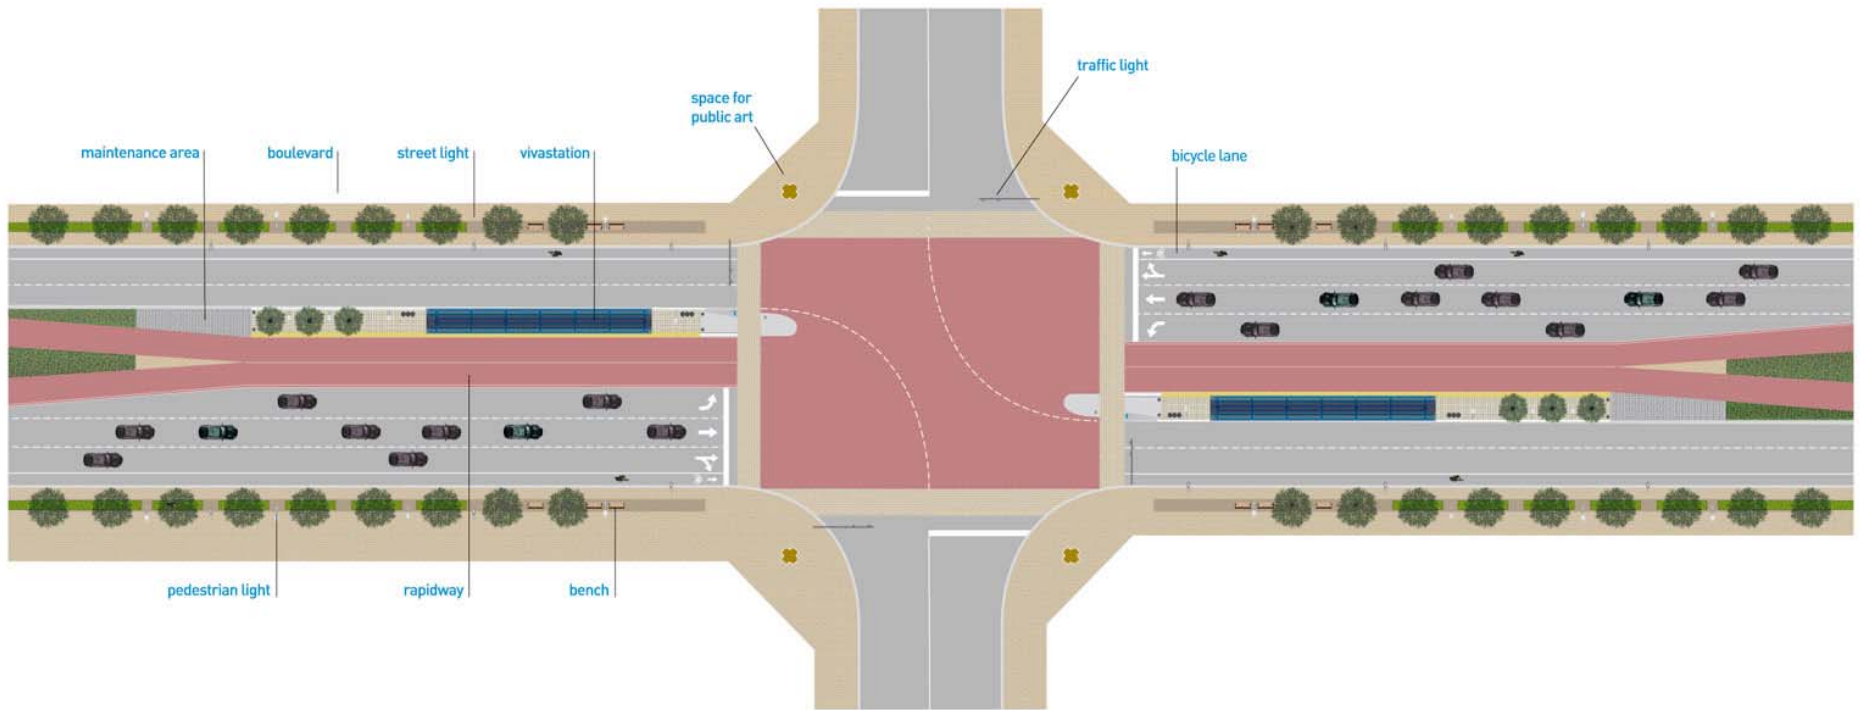 traffic light
space for
public art
maintenance area
boulevard
street light
vivastation
bicycle lane
pedestrian light
rapidway
bench